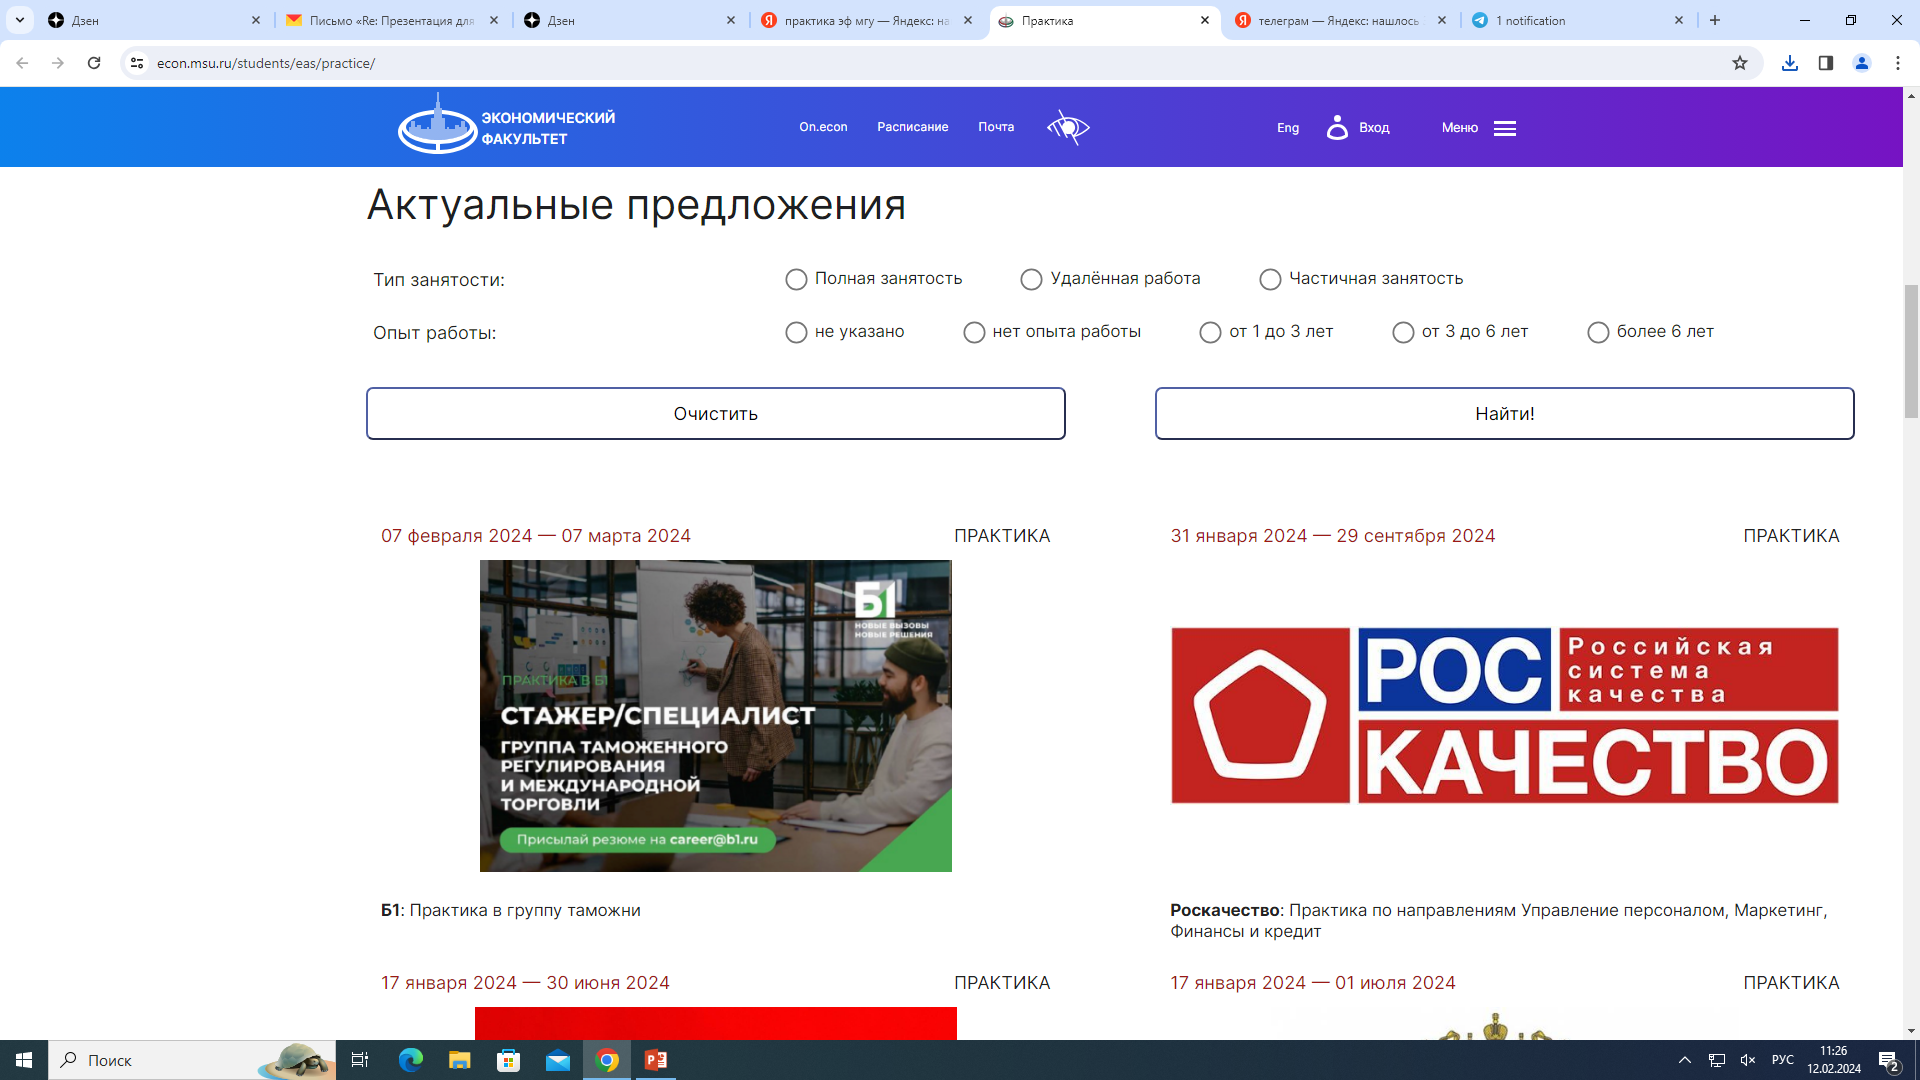 Дзен
Письмо «Re: Презентация для
Дзен
практика эф мгу — Яндекс: на
Практика
телеграм — Яндекс: нашлось
1 notification
econ.msu.ru/students/eas/practice/
ЭКОНОМИЧЕСКИЙ
ФАКУЛЬТЕТ
On.econ
Расписание
Почта
Eng
Вход
Меню
Актуальные предложения
Тип занятости:
Полная занятость
Удалённая работа
Частичная занятость
Опыт работы:
не указано
нет опыта работы
от 1 до 3 лет
от 3 до 6 лет
более 6 лет
Очистить
Найти!
07 февраля 2024 — 07 марта 2024
ПРАКТИКА
Б1
НОВЫЕ ВЫЗОВЫ
НОВЫЕ РЕШЕНИЯ
ПРАКТИКА В Б1
СТАЖЕР/СПЕЦИАЛИСТ
ГРУППА ТАМОЖЕННОГО
РЕГУЛИРОВАНИЯ
И МЕЖДУНАРОДНОЙ
ТОРГОВЛИ
Присылай резюме на career@b1.ru
Б1: Практика в группу таможни
31 января 2024 — 29 сентября 2024
ПРАКТИКА
РОС
Российская
система
качества
КАЧЕСТВО
Роскачество: Практика по направлениям Управление персоналом, Маркетинг,
Финансы и кредит
17 января 2024 — 30 июня 2024
ПРАКТИКА
17 января 2024 — 01 июля 2024
ПРАКТИКА
Поиск
РУС
11:26
12.02.2024
2